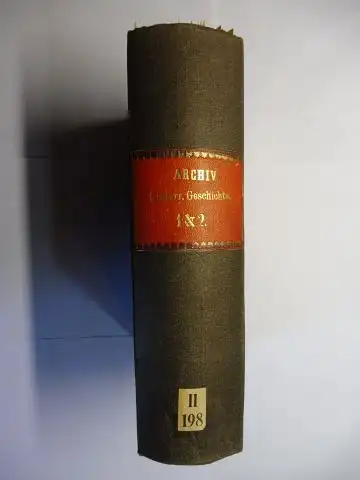 ARCHIV
Geschichte.
1 & 2.
II
198